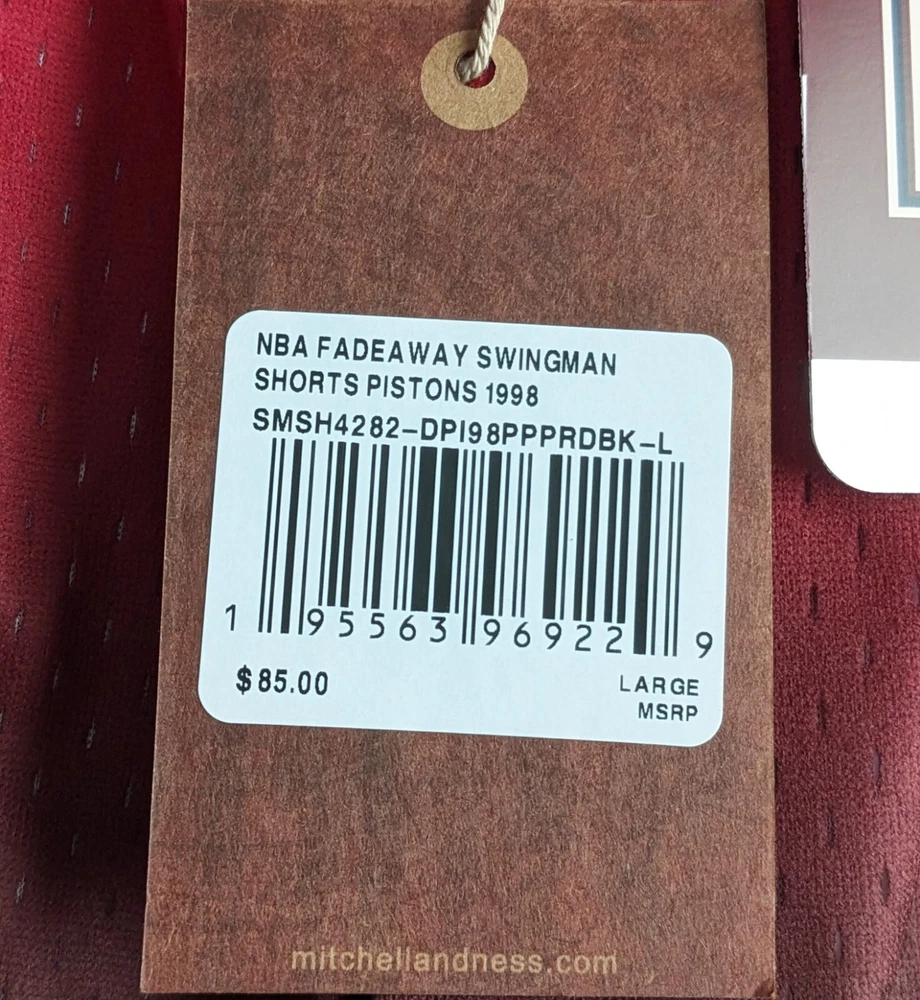 NBA FADEAWAY SWINGMAN
SHORTS PISTONS 1998
SMSH4282-DPI98PPPRDBK-L
1 95563 96922 9
$85.00
LARGE
MSRP
mitchellandness.com